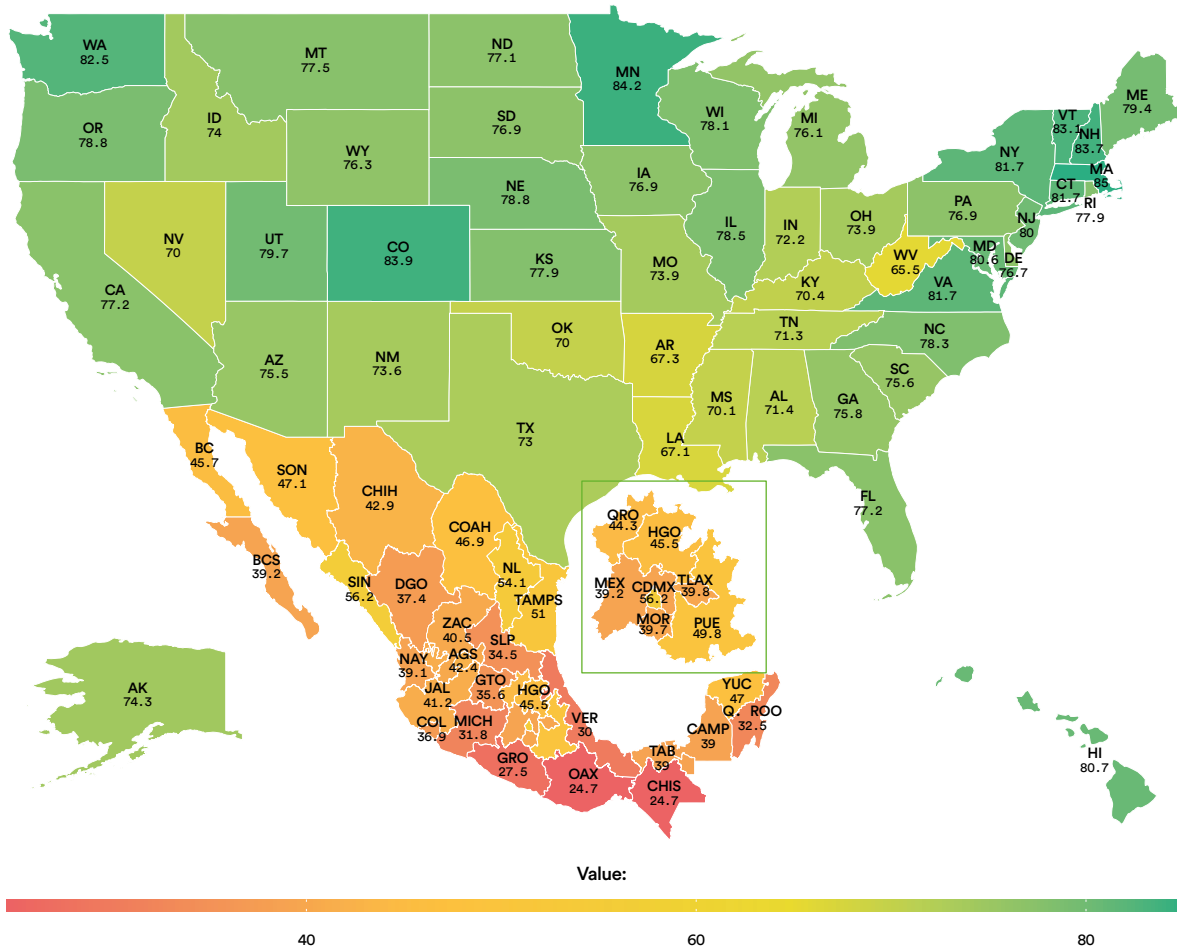 WA
82.5
MT
77.5
ND
77.1
MN
84.2
OR
78.8
ID
74
WY
76.3
SD
76.9
WI
78.1
MI
76.1
ME
79.4
VT
83.1
NH
83.7
NY
81.7
MA
85
CT
81.7
RI
77.9
IA
76.9
NE
78.8
PA
76.9
NJ
80
NV
70
UT
79.7
CO
83.9
KS
77.9
MO
73.9
IL
78.5
IN
72.2
OH
73.9
WV
65.5
MD
80.6
DE
76.7
CA
77.2
KY
70.4
VA
81.7
AZ
75.5
NM
73.6
OK
70
AR
67.3
TN
71.3
NC
78.3
SC
75.6
MS
70.1
AL
71.4
GA
75.8
TX
73
LA
67.1
FL
77.2
BC
45.7
SON
47.1
CHIH
42.9
COAH
46.9
BCS
39.2
SIN
56.2
DGO
37.4
NL
54.1
TAMPS
51
QRO
44.3
HGO
45.5
MEX
39.2
CDMX
56.2
TLAX
39.8
MOR
39.7
PUE
49.8
ZAC
40.5
SLP
34.5
NAY
39.1
AGS
42.4
JAL
41.2
GTO
35.6
HGO
45.5
COL
36.9
MICH
31.8
VER
30
YUC
47
Q. ROO
32.5
CAMP
39
TAB
39
GRO
27.5
OAX
24.7
CHIS
24.7
AK
74.3
HI
80.7
Value:
40
60
80